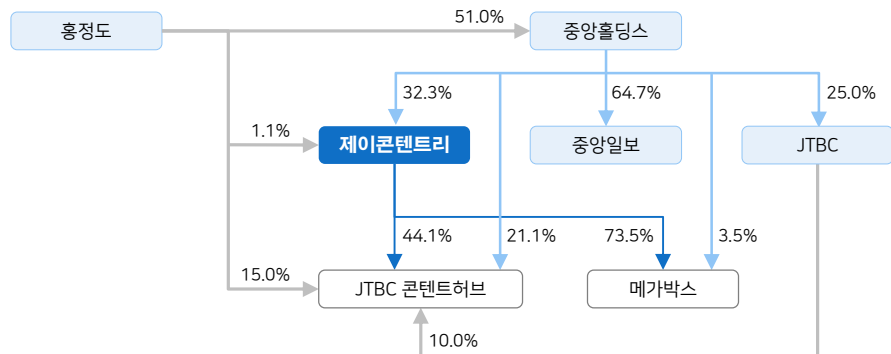 51.0%
홍정도
중앙홀딩스
32.3%
64.7%
25.0%
1.1%
제이콘텐트리
중앙일보
JTBC
44.1%
21.1%
73.5%
3.5%
15.0%
JTBC 콘텐트허브
메가박스
10.0%